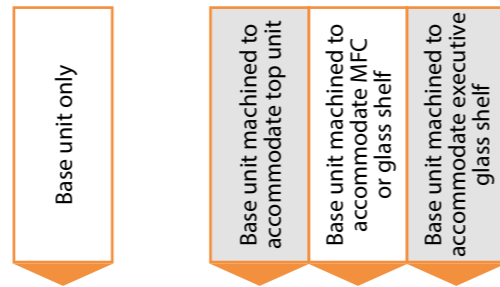 Base unit only
Base unit machined to
accommodate top unit
Base unit machined to
accommodate MFC
or glass shelf
Base unit machined to
accommodate executive
glass shelf